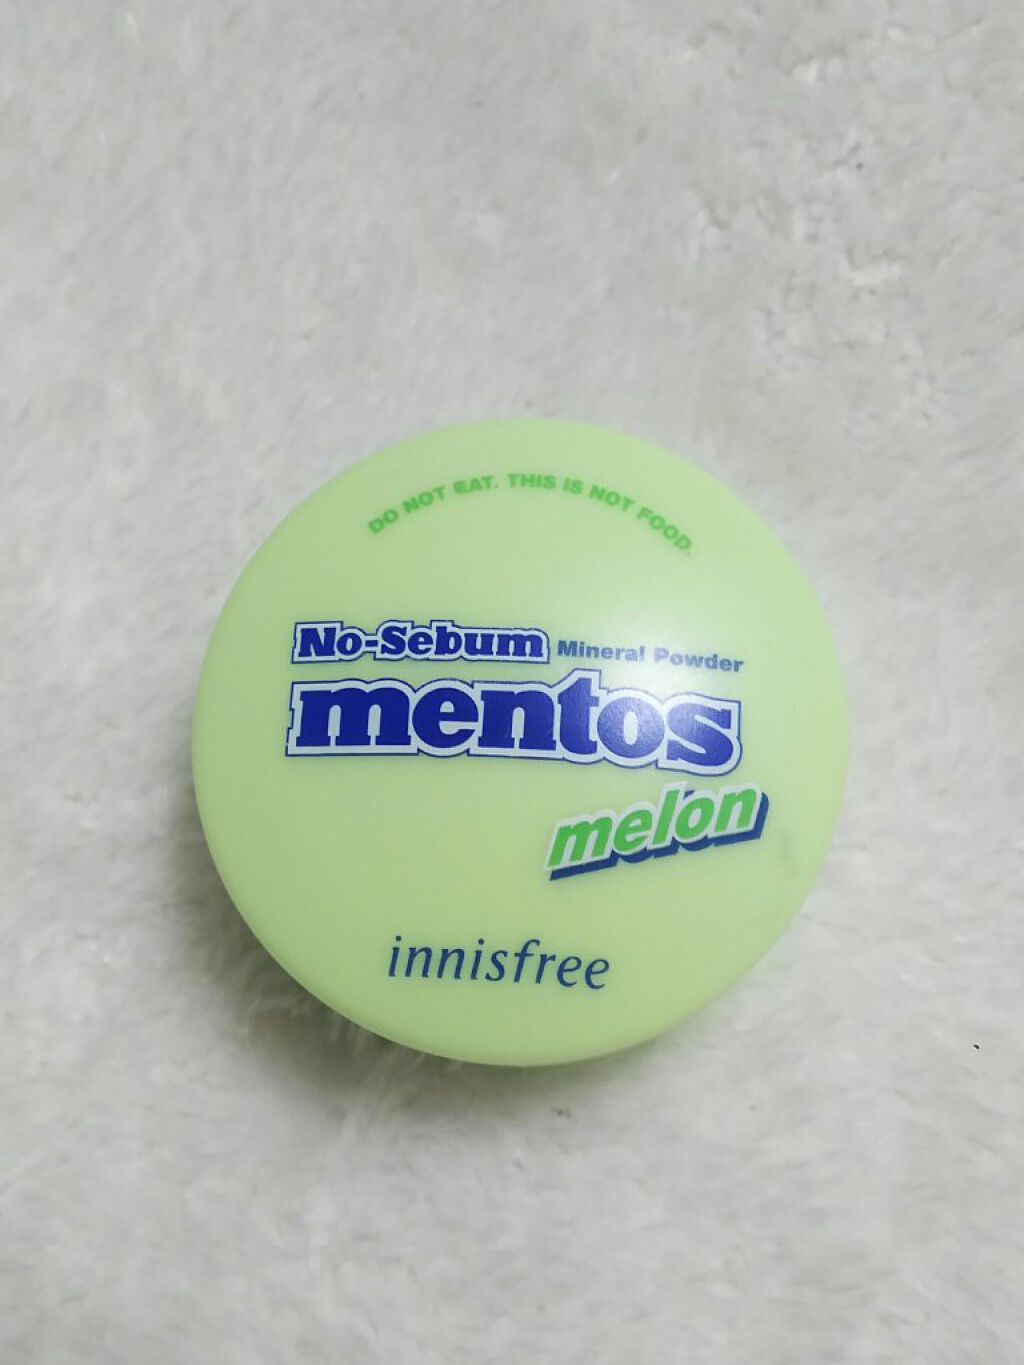 DO NOT EAT. THIS IS NOT FOOD.
No-Sebum Mineral Powder
mentos
melon
innisfree